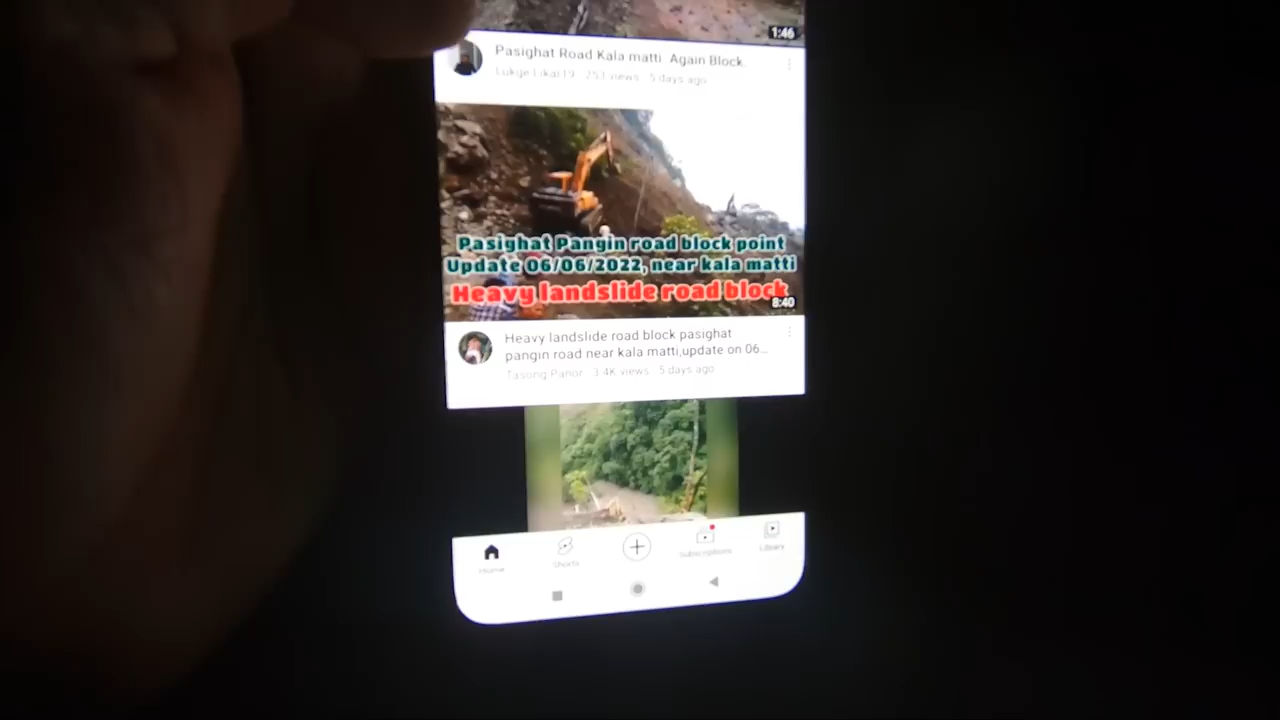 1:46
Pasighat Road Kala matti Again Block.
Lukge Likar19 · 251 views · 5 days ago
Pasighat Pangin road block point
Update 06/06/2022, near kala matti
Heavy landslide road block
8:40
Heavy landslide road block pasighat
pangin road near kala matti,update on 06...
Tasong Panor · 3.4K views · 5 days ago
Home
Shorts
Subscriptions
Library